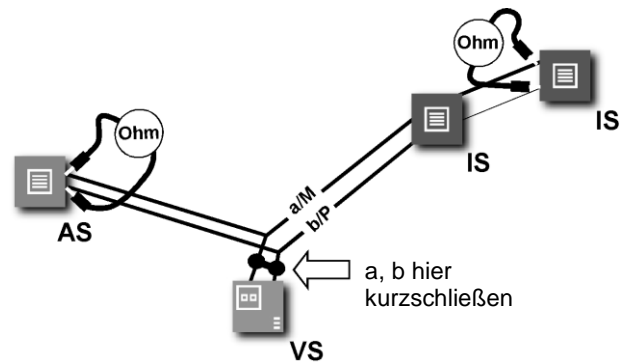 Ohm
IS
IS
Ohm
AS
a/M
b/P
a, b hier
kurzschließen
VS